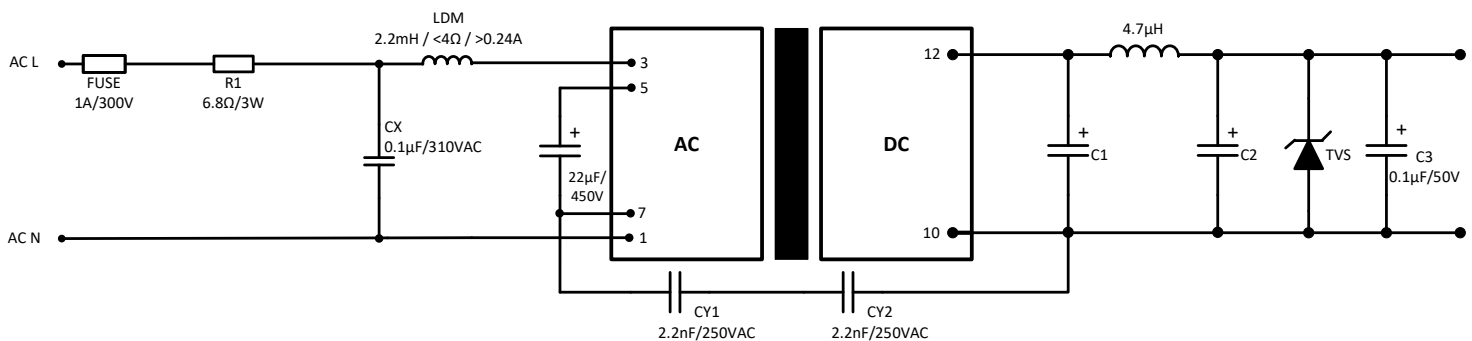 LDM
2.2mH / <4Ω / >0.24A
4.7µH
AC L
FUSE
1A/300V
R1
6.8Ω/3W
3
5
12
CX
0.1µF/310VAC
+
22µF/
450V
AC
DC
+
C1
+
C2
TVS
+
C3
0.1µF/50V
7
1
10
AC N
CY1
2.2nF/250VAC
CY2
2.2nF/250VAC